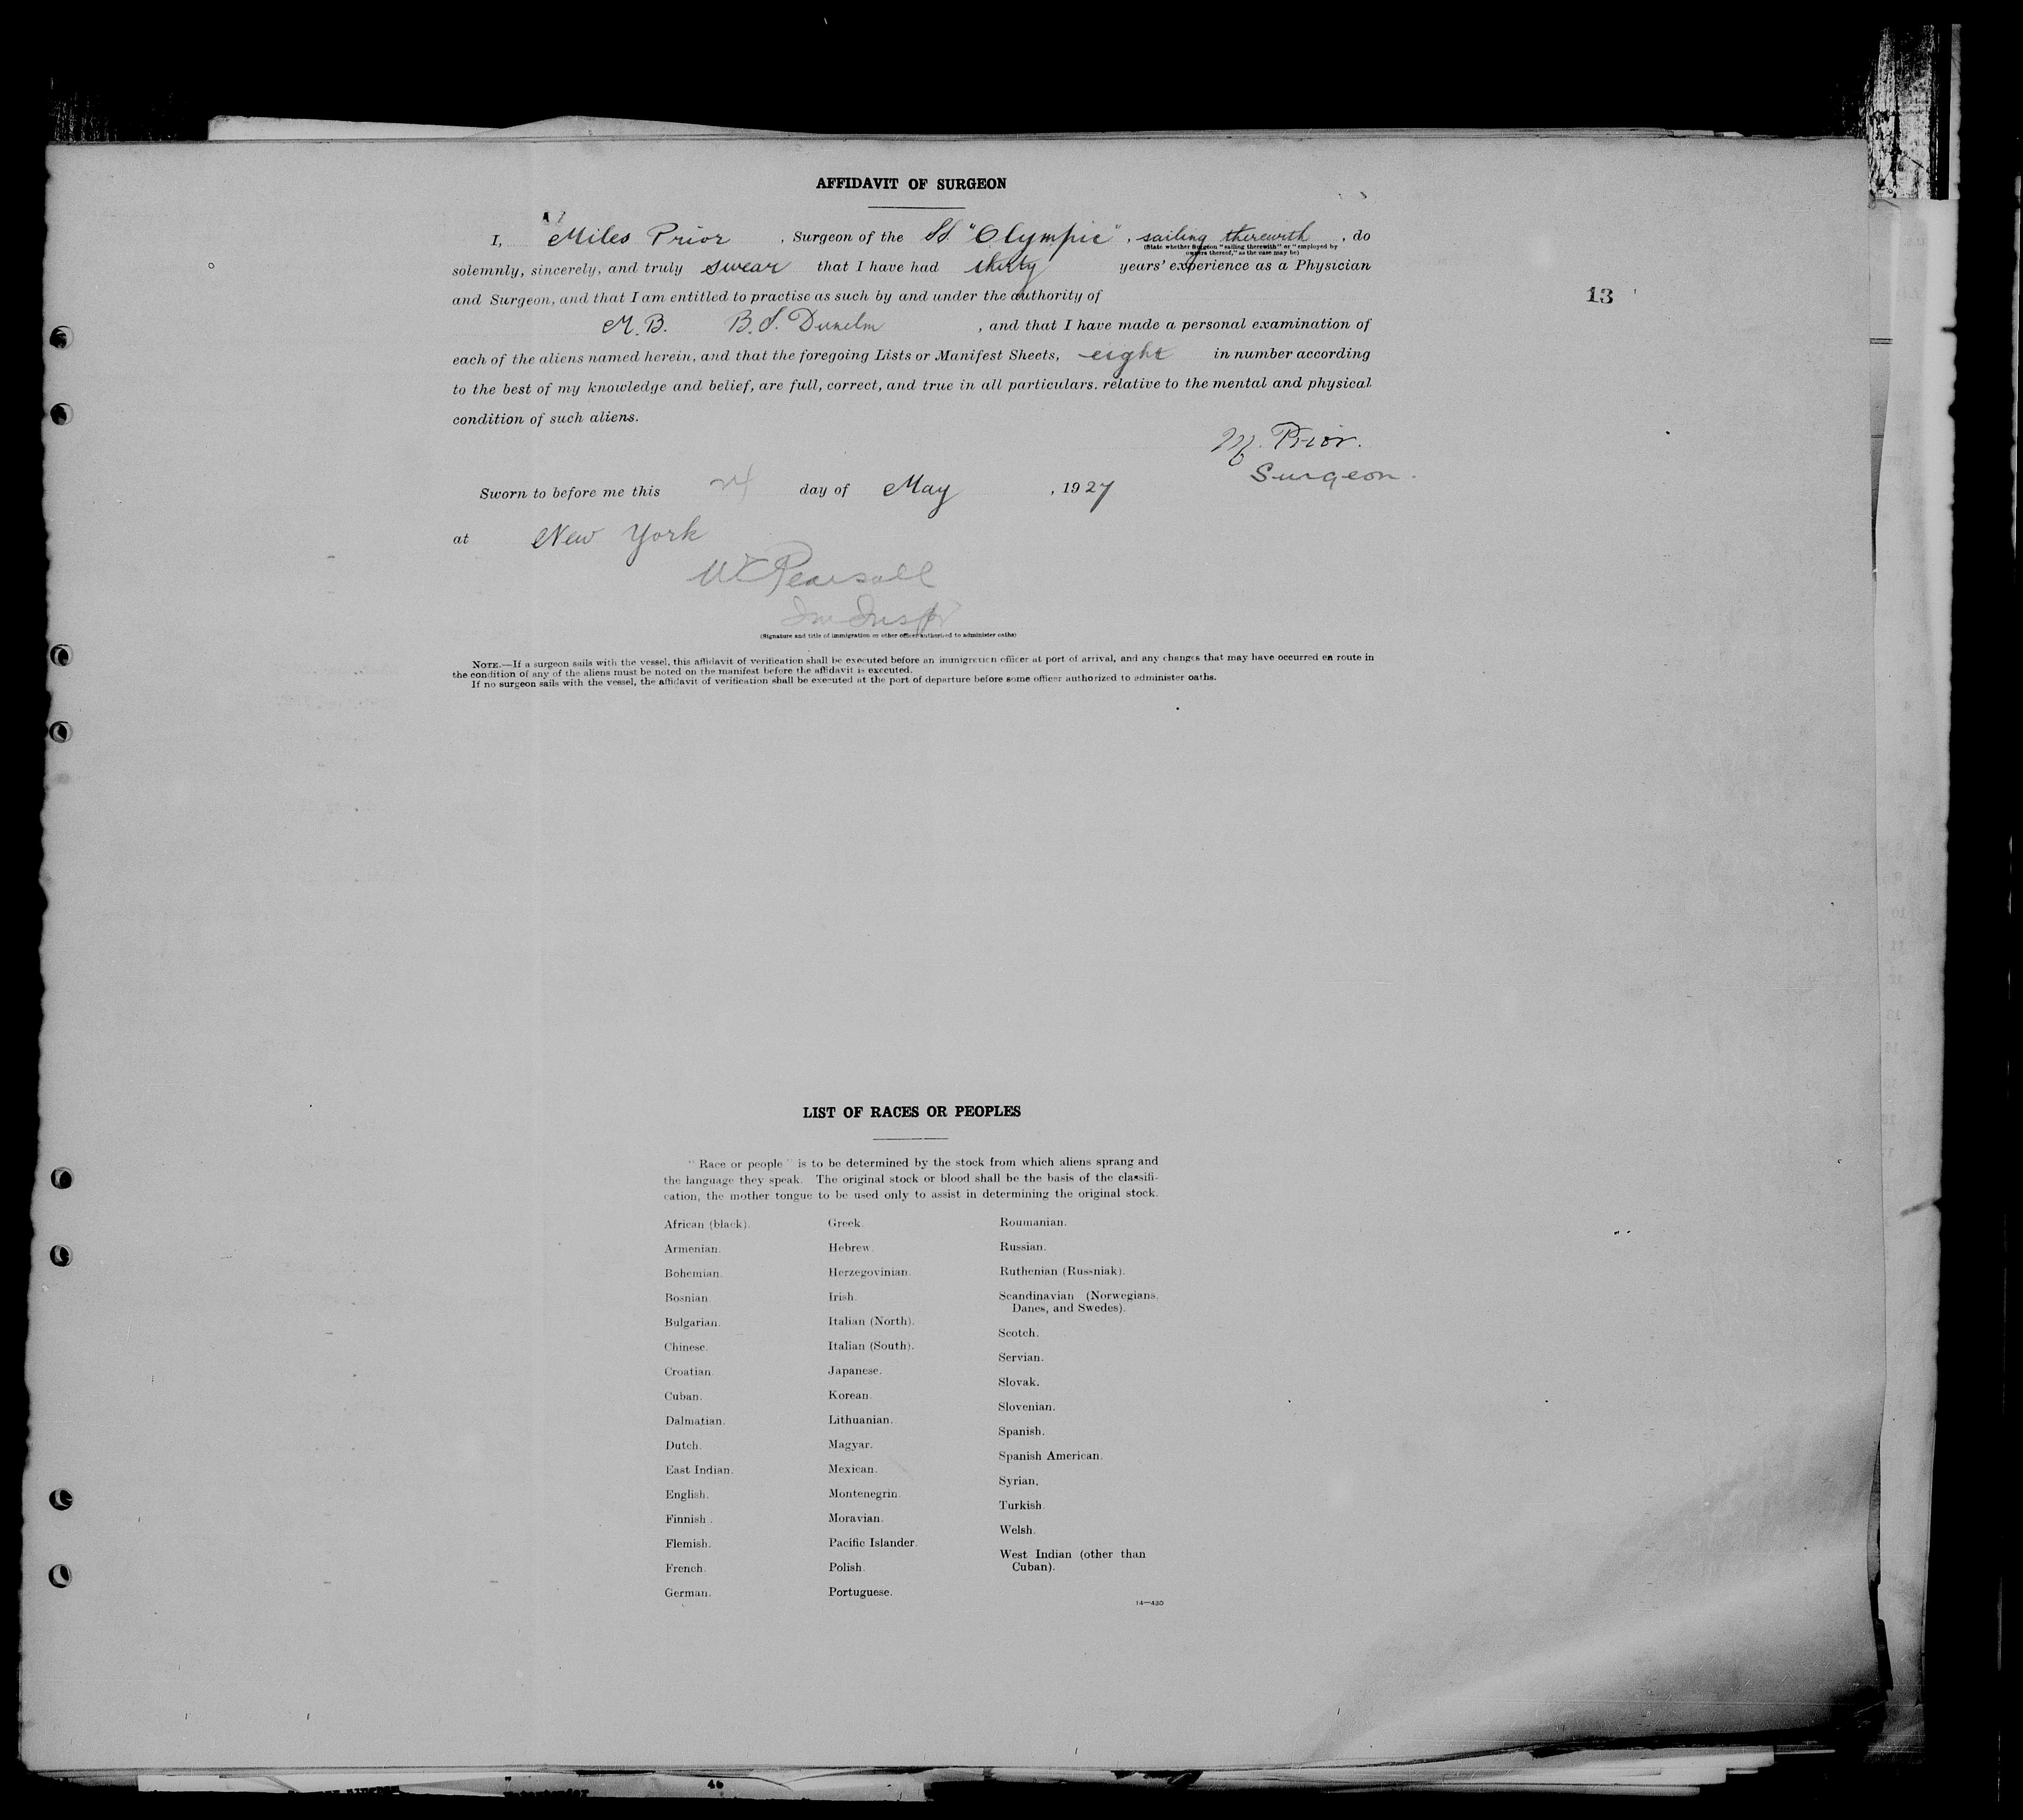 AFFIDAVIT OF SURGEON
I, Miles Prior , Surgeon of the SS. "Olympic" , sailing therewith , do
(State whether Surgeon "sailing therewith" or "employed by
owners thereof," as the case may be)
solemnly, sincerely, and truly swear that I have had thirty years' experience as a Physician
and Surgeon, and that I am entitled to practise as such by and under the authority of
13
M.B. B.S. Dunelm , and that I have made a personal examination of
each of the aliens named herein, and that the foregoing Lists or Manifest Sheets, eight in number according
to the best of my knowledge and belief, are full, correct, and true in all particulars. relative to the mental and physical
condition of such aliens.
M. Prior.
Surgeon.
Sworn to before me this 24 day of May , 1927
at New York
Pearsall
(Signature and title of immigration or other officer authorized to administer oaths)
NOTE.—If a surgeon sails with the vessel, this affidavit of verification shall be executed before an immigration officer at port of arrival, and any changes that may have occurred en route in
the condition of any of the aliens must be noted on the manifest before the affidavit is executed.
If no surgeon sails with the vessel, the affidavit of verification shall be executed at the port of departure before some officer authorized to administer oaths.
LIST OF RACES OR PEOPLES
"Race or people" is to be determined by the stock from which aliens sprang and
the language they speak. The original stock or blood shall be the basis of the classifi-
cation, the mother tongue to be used only to assist in determining the original stock.
African (black).
Armenian.
Bohemian.
Bosnian.
Bulgarian.
Chinese.
Croatian.
Cuban.
Dalmatian.
Dutch.
East Indian.
English.
Finnish.
Flemish.
French.
German.
Greek.
Hebrew.
Herzegovinian.
Irish.
Italian (North).
Italian (South).
Japanese.
Korean.
Lithuanian.
Magyar.
Mexican.
Montenegrin.
Moravian.
Pacific Islander.
Polish.
Portuguese.
Roumanian.
Russian.
Ruthenian (Russniak).
Scandinavian (Norwegians,
Danes, and Swedes).
Scotch.
Servian.
Slovak.
Slovenian.
Spanish.
Spanish American.
Syrian.
Turkish.
Welsh.
West Indian (other than
Cuban).
14—430
46